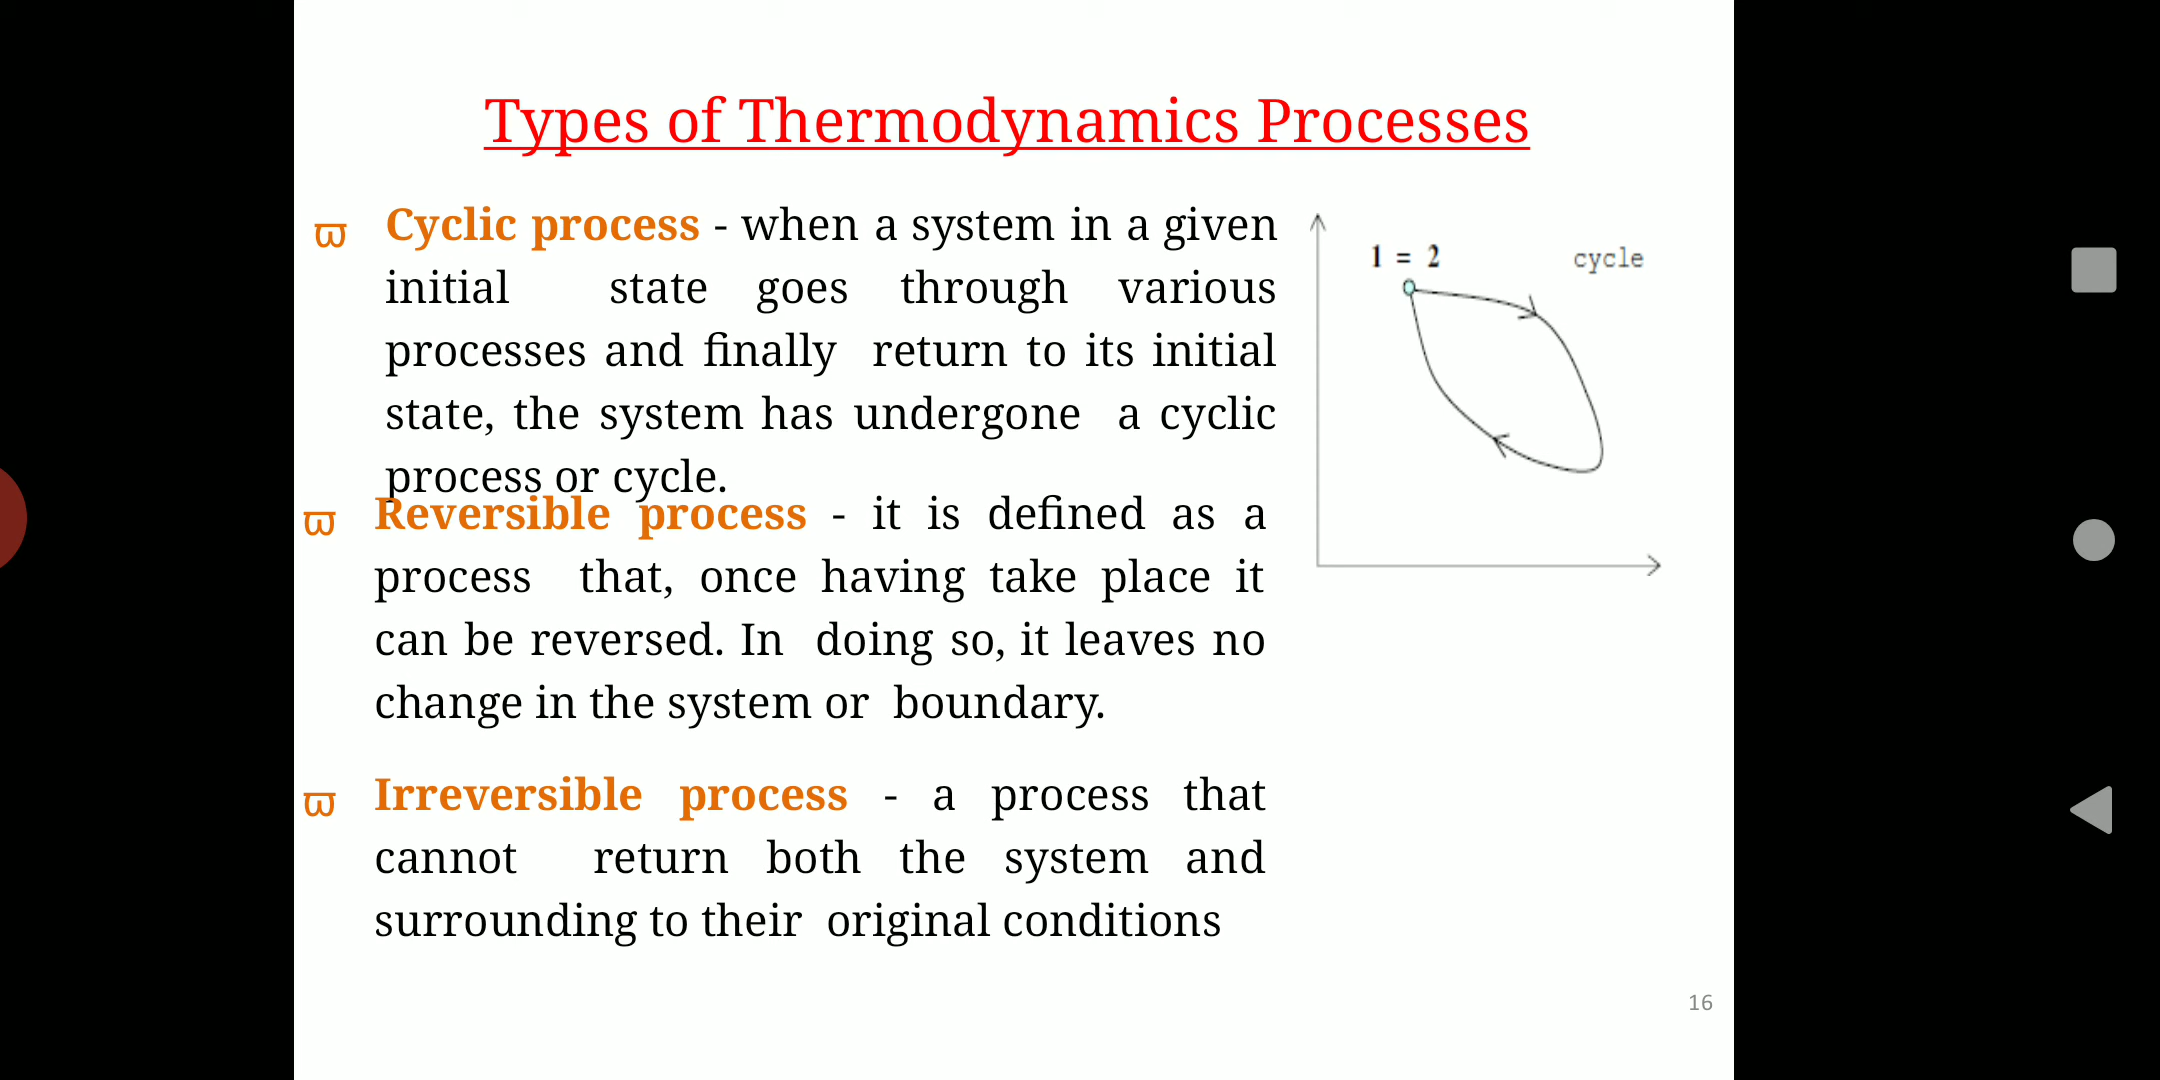 Types of Thermodynamics Processes
ϖ Cyclic process - when a system in a given
initial state goes through various
processes and finally return to its initial
state, the system has undergone a cyclic
process or cycle.
ϖ Reversible process - it is defined as a
process that, once having take place it
can be reversed. In doing so, it leaves no
change in the system or boundary.
ϖ Irreversible process - a process that
cannot return both the system and
surrounding to their original conditions
1 = 2 cycle
16